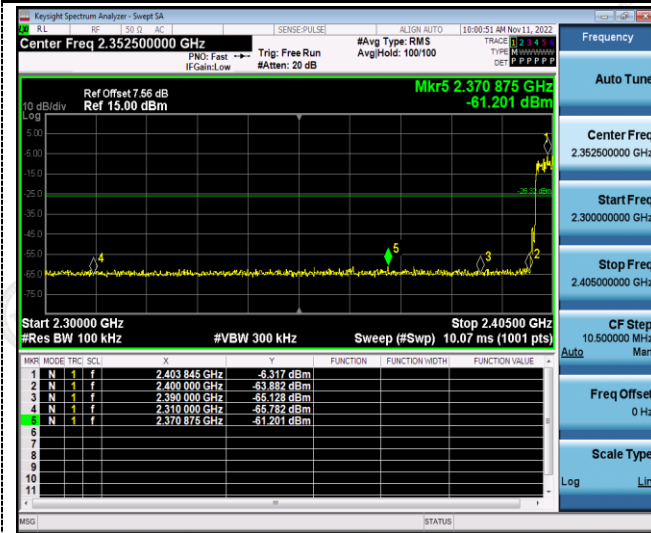 Keysight Spectrum Analyzer - Swept SA
RL RF 50 Ω AC SENSE:PULSE ALIGN AUTO 10:00:51 AM Nov 11, 2022
Center Freq 2.352500000 GHz
PNO: Fast
IFGain:Low
Trig: Free Run
#Atten: 20 dB
#Avg Type: RMS
Avg|Hold: 100/100
TRACE 1 2 3 4 5 6
TYPE M
DET P P P P P P
Mkr5 2.370 875 GHz
-61.201 dBm
Ref Offset 7.56 dB
10 dB/div Ref 15.00 dBm
Log
5.00
-5.00
-15.0
-25.0
-35.0
-45.0
-55.0
-65.0
-75.0
1
2
3
4
5
Start 2.30000 GHz Stop 2.40500 GHz
#Res BW 100 kHz #VBW 300 kHz Sweep (#Swp) 10.07 ms (1001 pts)
MKR MODE TRC SCL X Y FUNCTION FUNCTION WIDTH FUNCTION VALUE
1 N 1 f 2.403 845 GHz -6.317 dBm
2 N 1 f 2.400 000 GHz -63.882 dBm
3 N 1 f 2.390 000 GHz -65.128 dBm
4 N 1 f 2.310 000 GHz -65.782 dBm
5 N 1 f 2.370 875 GHz -61.201 dBm
6
7
8
9
10
11
MSG STATUS
Frequency
Auto Tune
Center Freq
2.352500000 GHz
Start Freq
2.300000000 GHz
Stop Freq
2.405000000 GHz
CF Step
10.500000 MHz
Auto Man
Freq Offset
0 Hz
Scale Type
Log Lin